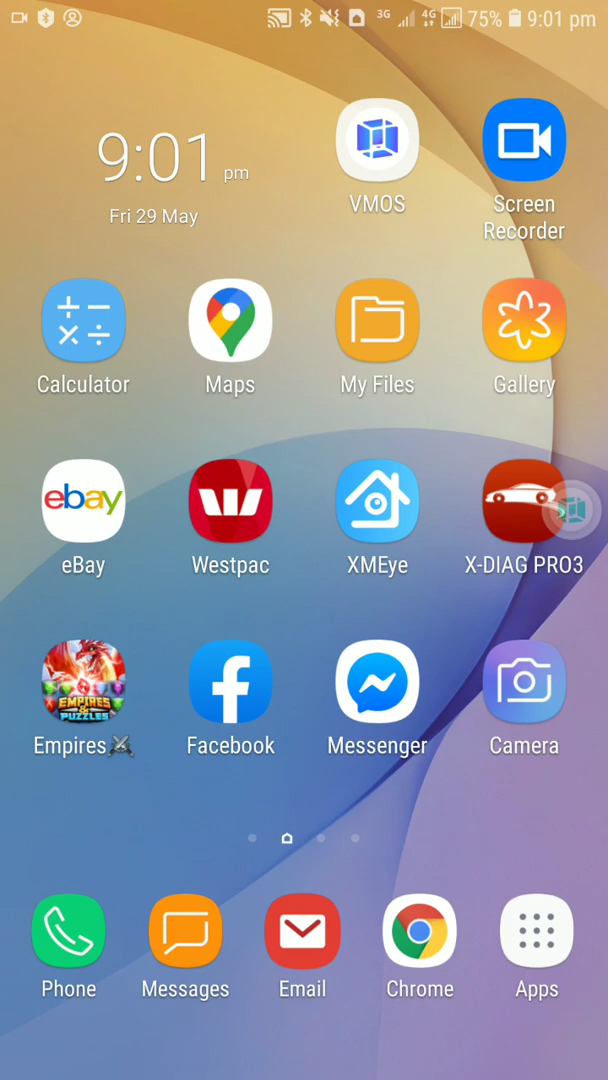 3G 4G 75% 9:01 pm
9:01 pm
Fri 29 May
VMOS
Screen
Recorder
Calculator
Maps
My Files
Gallery
ebay
eBay
Westpac
XMEye
X-DIAG PRO3
EMPIRES
&
PUZZLES
Empires⚔
Facebook
Messenger
Camera
Phone
Messages
Email
Chrome
Apps